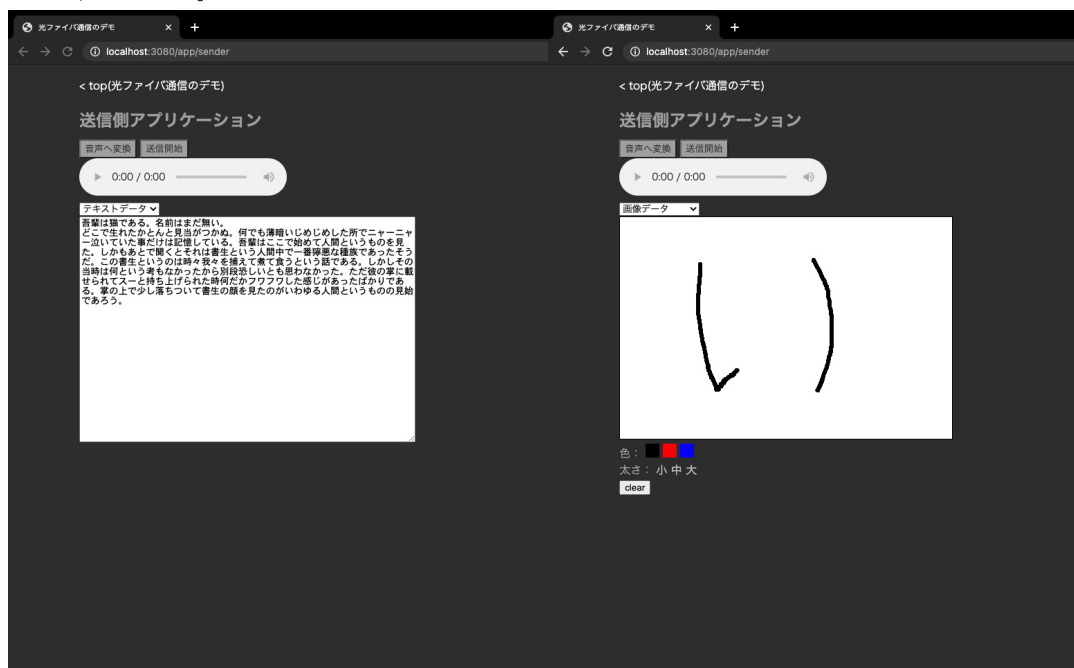 光ファイバ通信のデモ
localhost:3080/app/sender
< top(光ファイバ通信のデモ)
送信側アプリケーション
音声へ変換 送信開始
0:00 / 0:00
テキストデータ
吾輩は猫である。名前はまだ無い。
どこで生れたかとんと見当がつかぬ。何でも薄暗いじめじめした所でニャーニャ
ー泣いていた事だけは記憶している。吾輩はここで始めて人間というものを見
た。しかもあとで聞くとそれは書生という人間中で一番獰悪な種族であったそう
だ。この書生というのは時々我々を捕えて煮て食うという話である。しかしその
当時は何という考もなかったから別段恐しいとも思わなかった。ただ彼の掌に載
せられてスーと持ち上げられた時何だかフワフワした感じがあったばかりであ
る。掌の上で少し落ちついて書生の顔を見たのがいわゆる人間というものの見始
であろう。
光ファイバ通信のデモ
localhost:3080/app/sender
< top(光ファイバ通信のデモ)
送信側アプリケーション
音声へ変換 送信開始
0:00 / 0:00
画像データ
い
色：
太さ： 小 中 大
clear